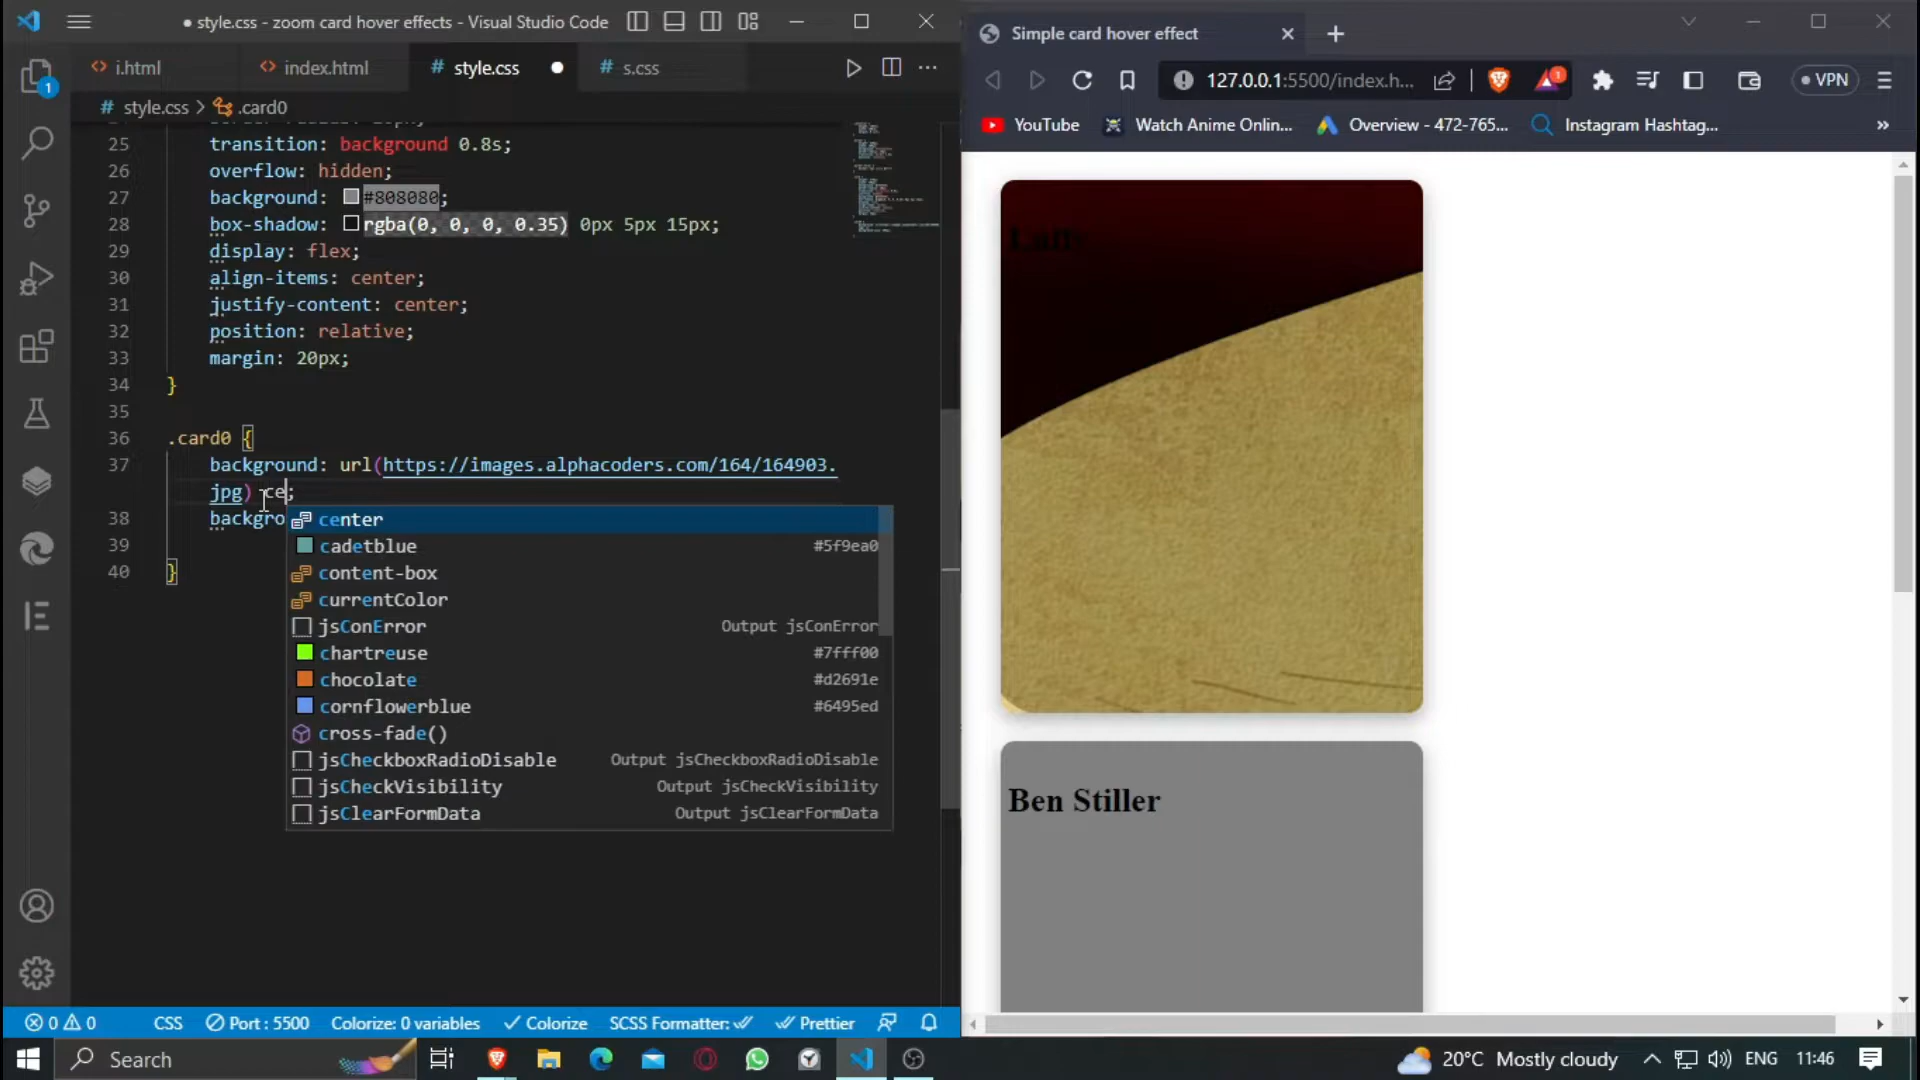 style.css - zoom card hover effects - Visual Studio Code
i.html
index.html
# style.css
# s.css
# style.css > .card0
25 transition: background 0.8s;
26 overflow: hidden;
27 background: #808080;
28 box-shadow: rgba(0, 0, 0, 0.35) 0px 5px 15px;
29 display: flex;
30 align-items: center;
31 justify-content: center;
32 position: relative;
33 margin: 20px;
34 }
35
36 .card0 {
37 background: url(https://images.alphacoders.com/164/164903.
jpg) ce;
38 backgro
39
40 }
center
cadetblue #5f9ea0
content-box
currentColor
jsConError Output jsConError
chartreuse #7fff00
chocolate #d2691e
cornflowerblue #6495ed
cross-fade()
jsCheckboxRadioDisable Output jsCheckboxRadioDisable
jsCheckVisibility Output jsCheckVisibility
jsClearFormData Output jsClearFormData
1
0 0 CSS Port : 5500 Colorize: 0 variables Colorize SCSS Formatter: Prettier
Simple card hover effect
127.0.0.1:5500/index.h...
1
VPN
YouTube
Watch Anime Onlin...
Overview - 472-765...
Instagram Hashtag...
»
Ben Stiller
Search
20°C Mostly cloudy
ENG
11:46